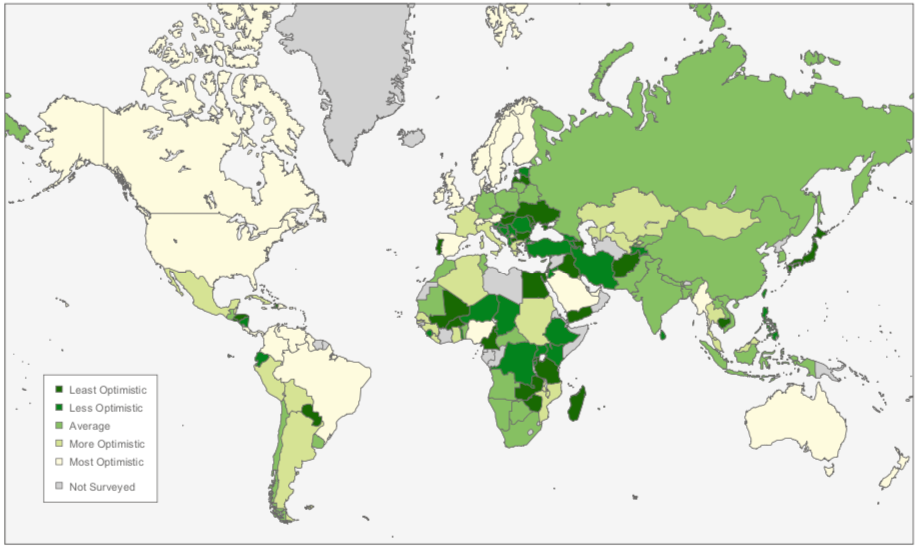 Least Optimistic
Less Optimistic
Average
More Optimistic
Most Optimistic
Not Surveyed